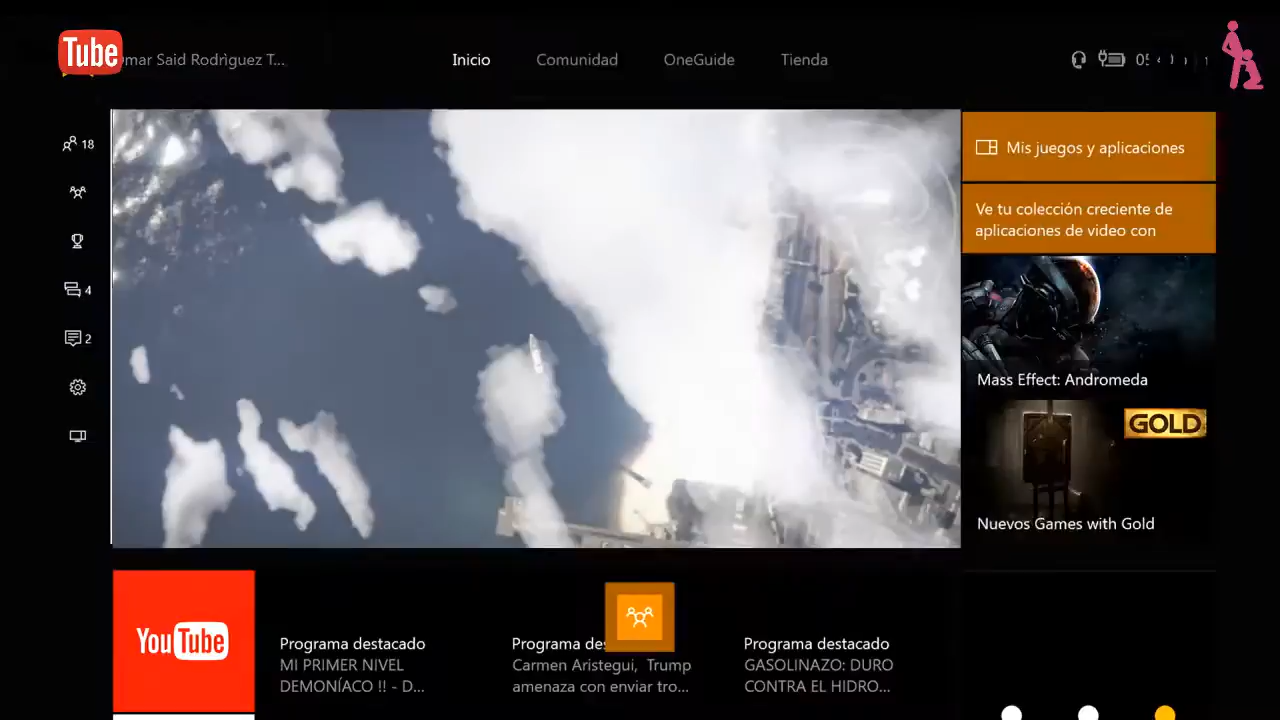 Tube
mar Said Rodrìguez T...
Inicio
Comunidad
OneGuide
Tienda
18
4
2
Mis juegos y aplicaciones
Ve tu colección creciente de
aplicaciones de video con
Mass Effect: Andromeda
GOLD
Nuevos Games with Gold
YouTube
Programa destacado
MI PRIMER NIVEL
DEMONÍACO !! - D...
Programa des
Carmen Aristegui, Trump
amenaza con enviar tro...
Programa destacado
GASOLINAZO: DURO
CONTRA EL HIDRO...